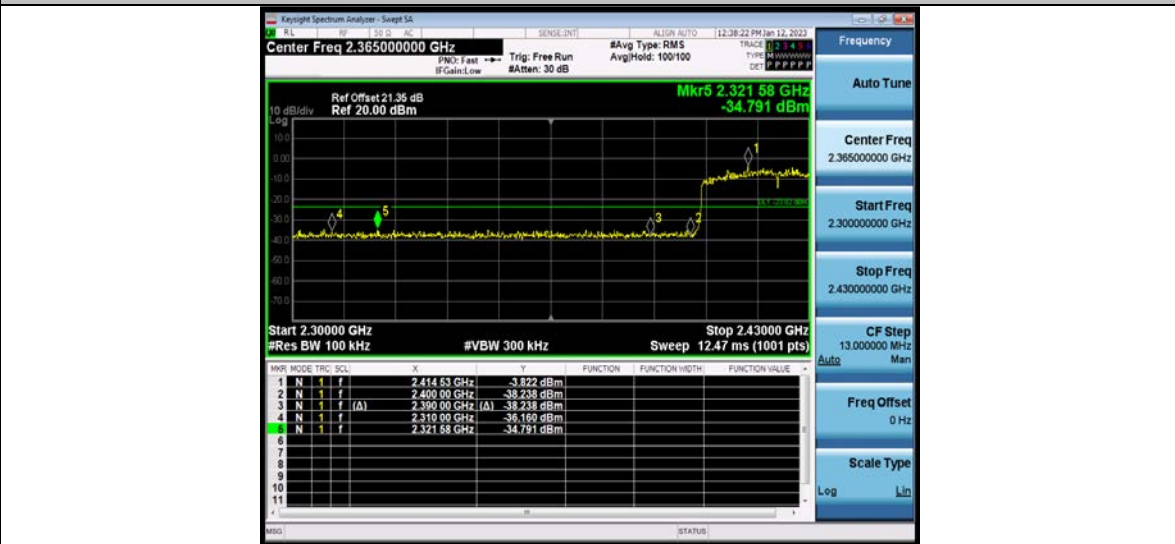 Keysight Spectrum Analyzer - Swept SA
RL RF 50 Ω AC SENSE:INT ALIGN AUTO 12:38:22 PM Jan 12, 2023
Center Freq 2.365000000 GHz
PNO: Fast
IFGain:Low
Trig: Free Run
#Atten: 30 dB
#Avg Type: RMS
Avg|Hold: 100/100
TRACE 1 2 3 4 5 6
TYPE M W W W W W
DET P P P P P P
Mkr5 2.321 58 GHz
-34.791 dBm
Ref Offset 21.35 dB
10 dB/div Ref 20.00 dBm
Log
10.0
0.00
-10.0
-20.0
-30.0
-40.0
-50.0
-60.0
-70.0
1
2
3
4
5
Start 2.30000 GHz Stop 2.43000 GHz
#Res BW 100 kHz #VBW 300 kHz Sweep 12.47 ms (1001 pts)
MKR MODE TRC SCL X Y FUNCTION FUNCTION WIDTH FUNCTION VALUE
1 N 1 f 2.414 53 GHz -3.822 dBm
2 N 1 f 2.400 00 GHz -38.238 dBm
3 N 1 f (Δ) 2.390 00 GHz (Δ) -38.238 dBm
4 N 1 f 2.310 00 GHz -36.160 dBm
5 N 1 f 2.321 58 GHz -34.791 dBm
6
7
8
9
10
11
MSG STATUS
Frequency
Auto Tune
Center Freq
2.365000000 GHz
Start Freq
2.300000000 GHz
Stop Freq
2.430000000 GHz
CF Step
13.000000 MHz
Auto Man
Freq Offset
0 Hz
Scale Type
Log Lin